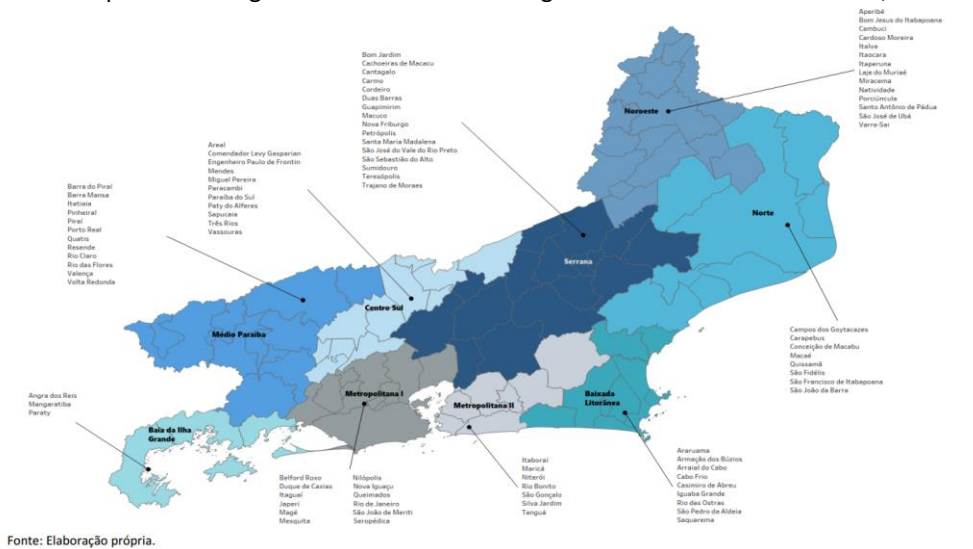 Aperibé
Bom Jesus do Itabapoana
Cambuci
Cardoso Moreira
Italva
Itaocara
Itaperuna
Laje do Muriaé
Miracema
Natividade
Porciúncula
Santo Antônio de Pádua
São José de Ubá
Varre-Sai
Bom Jardim
Cachoeiras de Macacu
Cantagalo
Carmo
Cordeiro
Duas Barras
Guapimirim
Macuco
Nova Friburgo
Petrópolis
Santa Maria Madalena
São José do Vale do Rio Preto
São Sebastião do Alto
Sumidouro
Teresópolis
Trajano de Moraes
Areal
Comendador Levy Gasparian
Engenheiro Paulo de Frontin
Mendes
Miguel Pereira
Paracambi
Paraíba do Sul
Paty do Alferes
Sapucaia
Três Rios
Vassouras
Barra do Piraí
Barra Mansa
Itatiaia
Pinheiral
Piraí
Porto Real
Quatis
Resende
Rio Claro
Rio das Flores
Valença
Volta Redonda
Noroeste
Norte
Serrana
Centro Sul
Médio Paraíba
Metropolitana I
Metropolitana II
Baixada
Litorânea
Baía da Ilha
Grande
Campos dos Goytacazes
Carapebus
Conceição de Macabu
Macaé
Quissamã
São Fidélis
São Francisco de Itabapoana
São João da Barra
Angra dos Reis
Mangaratiba
Paraty
Belford Roxo
Duque de Caxias
Itaguaí
Japeri
Magé
Mesquita
Nilópolis
Nova Iguaçu
Queimados
Rio de Janeiro
São João de Meriti
Seropédica
Itaboraí
Maricá
Niterói
Rio Bonito
São Gonçalo
Silva Jardim
Tanguá
Araruama
Armação dos Búzios
Arraial do Cabo
Cabo Frio
Casimiro de Abreu
Iguaba Grande
Rio das Ostras
São Pedro da Aldeia
Saquarema
Fonte: Elaboração própria.